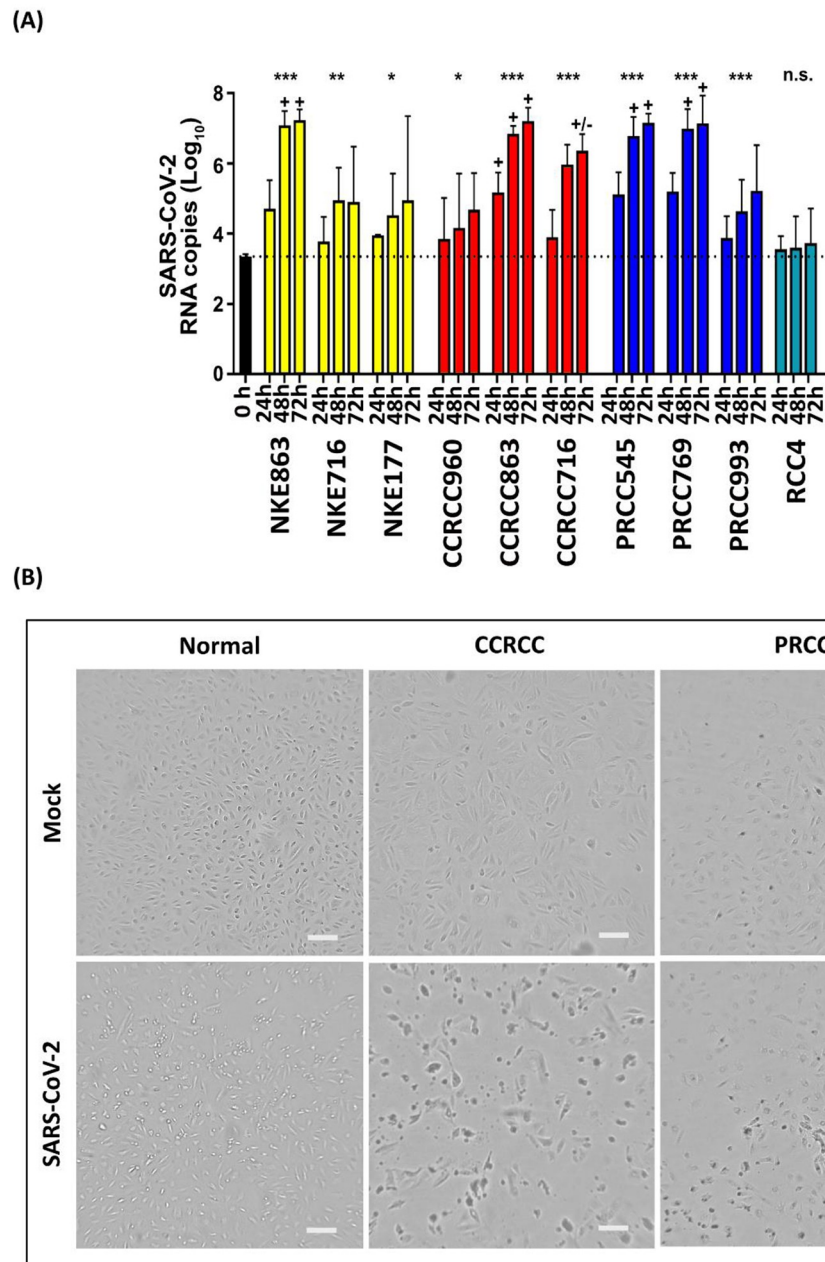 (A)
*** ** * * *** *** *** *** *** n.s.
SARS-CoV-2
RNA copies (Log10)
8
6
4
2
0
+ + + + + +/- + + + +
0 h 24h 48h 72h 24h 48h 72h 24h 48h 72h 24h 48h 72h 24h 48h 72h 24h 48h 72h 24h 48h 72h 24h 48h 72h 24h 48h 72h 24h 48h 72h
NKE863 NKE716 NKE177 CCRCC960 CCRCC863 CCRCC716 PRCC545 PRCC769 PRCC993 RCC4
(B)
Normal CCRCC PRCC
Mock
SARS-CoV-2